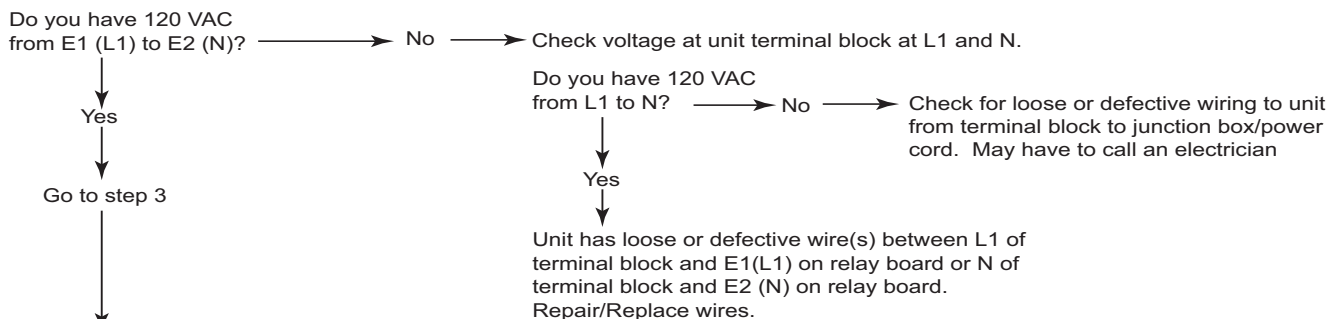 Do you have 120 VAC
from E1 (L1) to E2 (N)?
No
Check voltage at unit terminal block at L1 and N.
Do you have 120 VAC
from L1 to N?
No
Check for loose or defective wiring to unit
from terminal block to junction box/power
cord.  May have to call an electrician
Yes
Unit has loose or defective wire(s) between L1 of
terminal block and E1(L1) on relay board or N of
terminal block and E2 (N) on relay board.
Repair/Replace wires.
Yes
Go to step 3